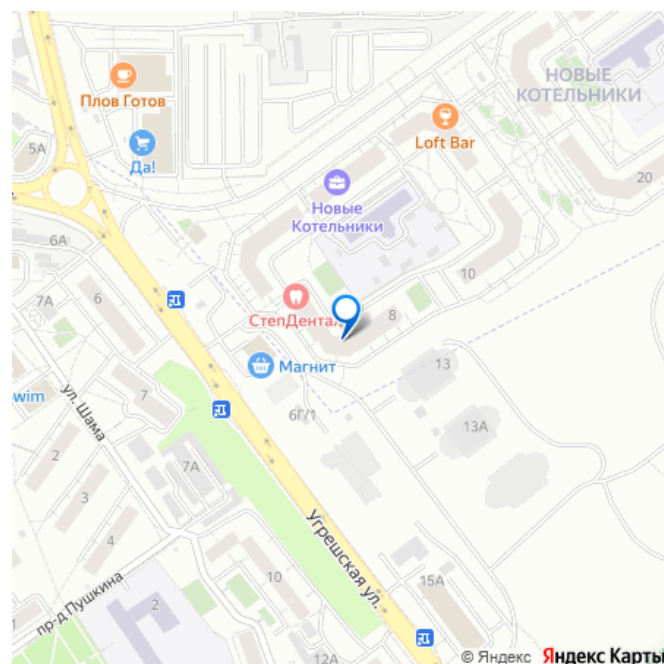 Плов Готов
НОВЫЕ
КОТЕЛЬНИКИ
Loft Bar
5А
Да!
20
Новые
Котельники
6А
10
7А
6
СтепДентал
8
Магнит
13
wim
7
ул. Шама
6Г/1
13А
2
7А
3
4
Угрешская ул.
10
15А
пр-д Пушкина
2
12А
© Яндекс Яндекс Карты